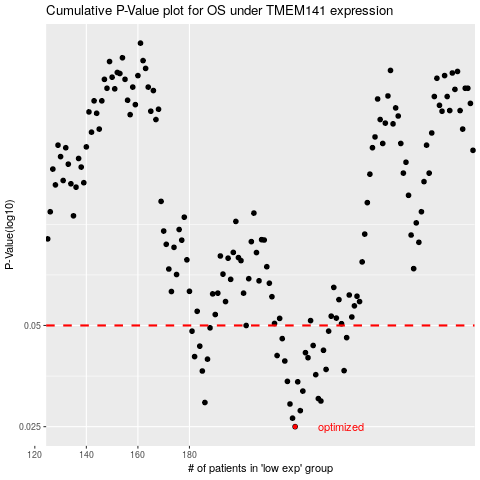 Cumulative P-Value plot for OS under TMEM141 expression
P-Value(log10)
0.05
0.025
optimized
120 140 160 180
# of patients in 'low exp' group